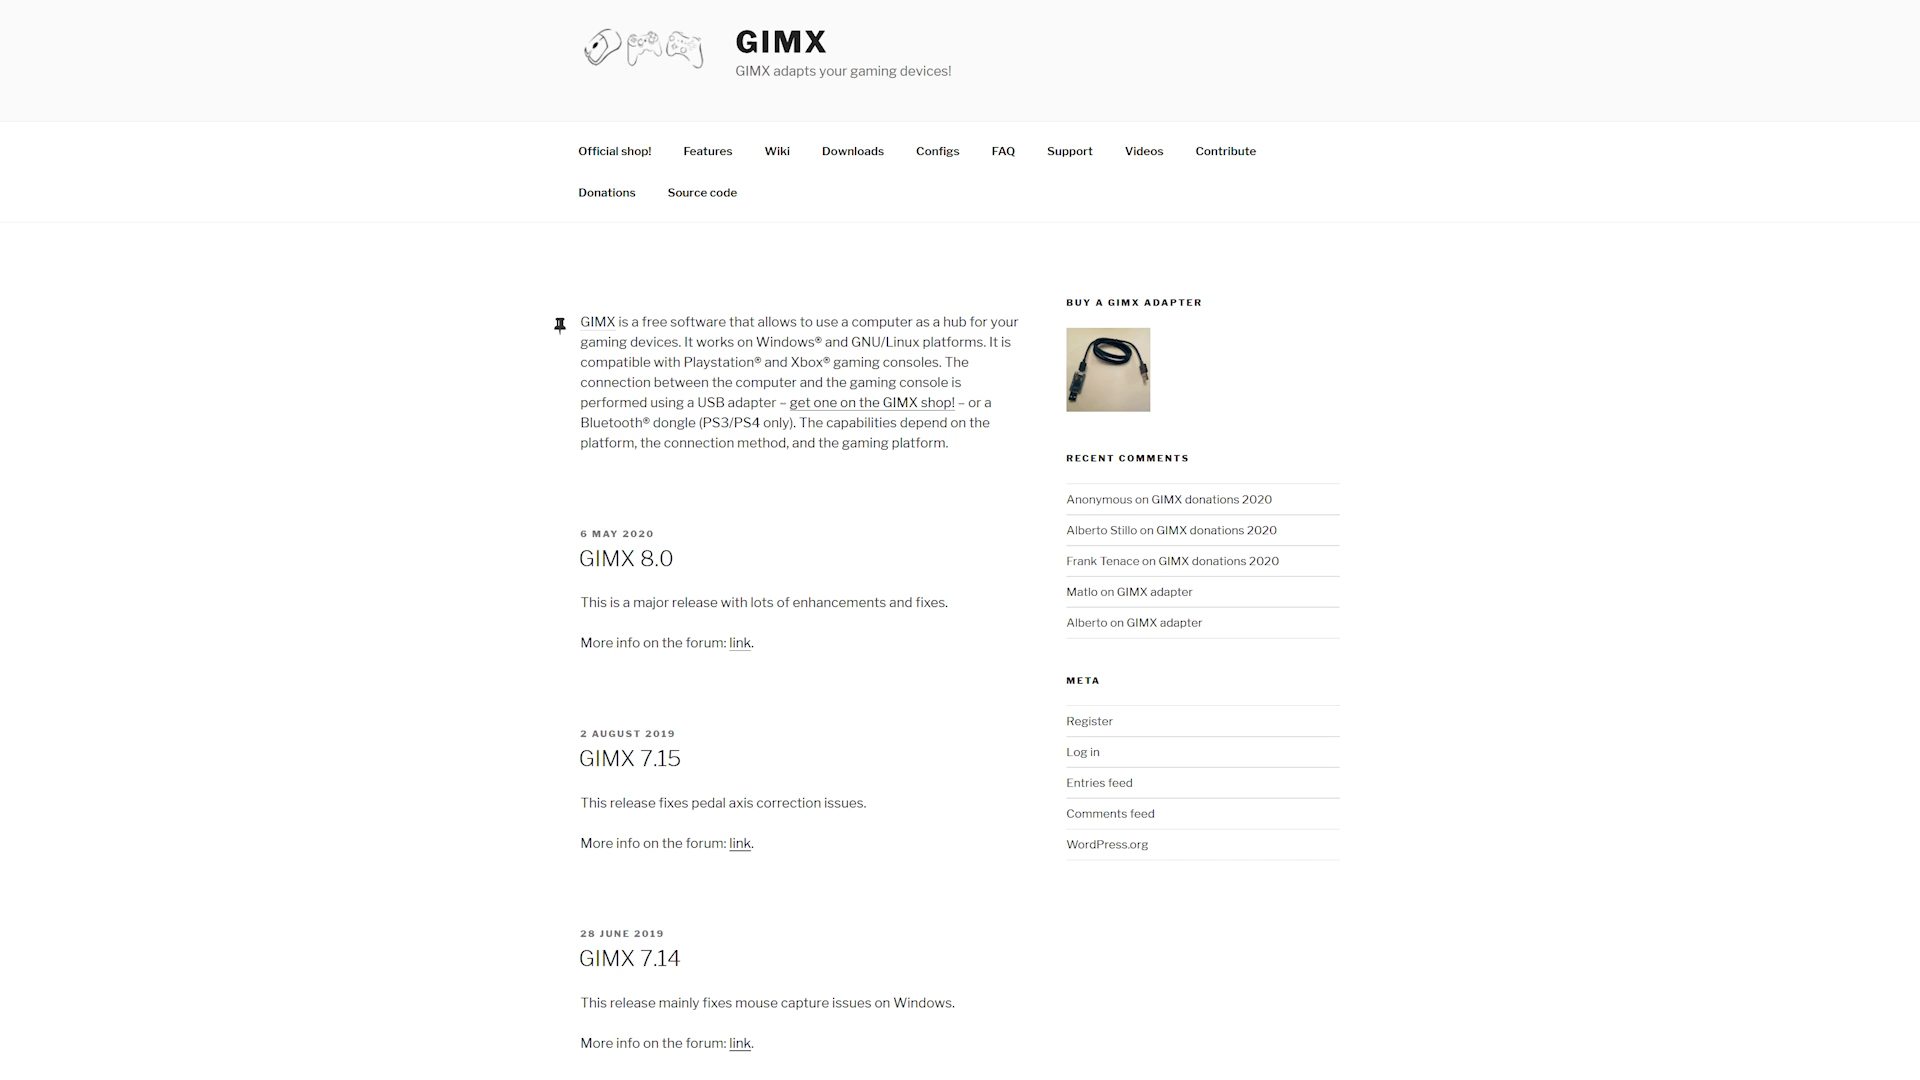 GIMX
GIMX adapts your gaming devices!
Official shop! Features Wiki Downloads Configs FAQ Support Videos Contribute
Donations Source code
GIMX is a free software that allows to use a computer as a hub for your
gaming devices. It works on Windows® and GNU/Linux platforms. It is
compatible with Playstation® and Xbox® gaming consoles. The
connection between the computer and the gaming console is
performed using a USB adapter – get one on the GIMX shop! – or a
Bluetooth® dongle (PS3/PS4 only). The capabilities depend on the
platform, the connection method, and the gaming platform.
6 MAY 2020
GIMX 8.0
This is a major release with lots of enhancements and fixes.
More info on the forum: link.
2 AUGUST 2019
GIMX 7.15
This release fixes pedal axis correction issues.
More info on the forum: link.
28 JUNE 2019
GIMX 7.14
This release mainly fixes mouse capture issues on Windows.
More info on the forum: link.
BUY A GIMX ADAPTER
RECENT COMMENTS
Anonymous on GIMX donations 2020
Alberto Stillo on GIMX donations 2020
Frank Tenace on GIMX donations 2020
Matlo on GIMX adapter
Alberto on GIMX adapter
META
Register
Log in
Entries feed
Comments feed
WordPress.org